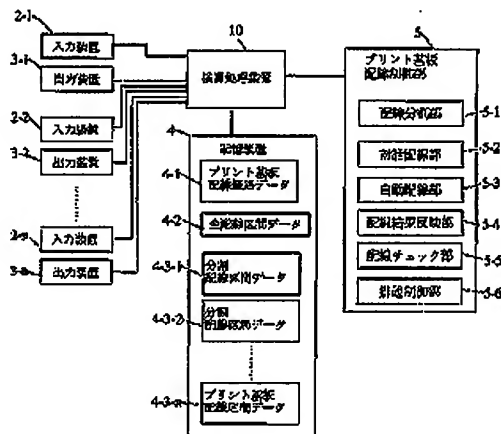 2-1
入力装置
3-1
出力装置
2-2
入力装置
3-2
出力装置
2-n
入力装置
3-n
出力装置
10
演算処理装置
4
記憶装置
4-1
プリント基板
配線経路データ
4-2
全配線区間データ
4-3-1
分割
配線区間データ
4-3-2
分割
配線区間データ
4-3-n
プリント基板
配線区間データ
5
プリント基板
配線制御部
配線分割部
5-1
対話配線部
5-2
自動配線部
5-3
配線結果反映部
5-4
配線チェック部
5-5
排他制御部
5-6